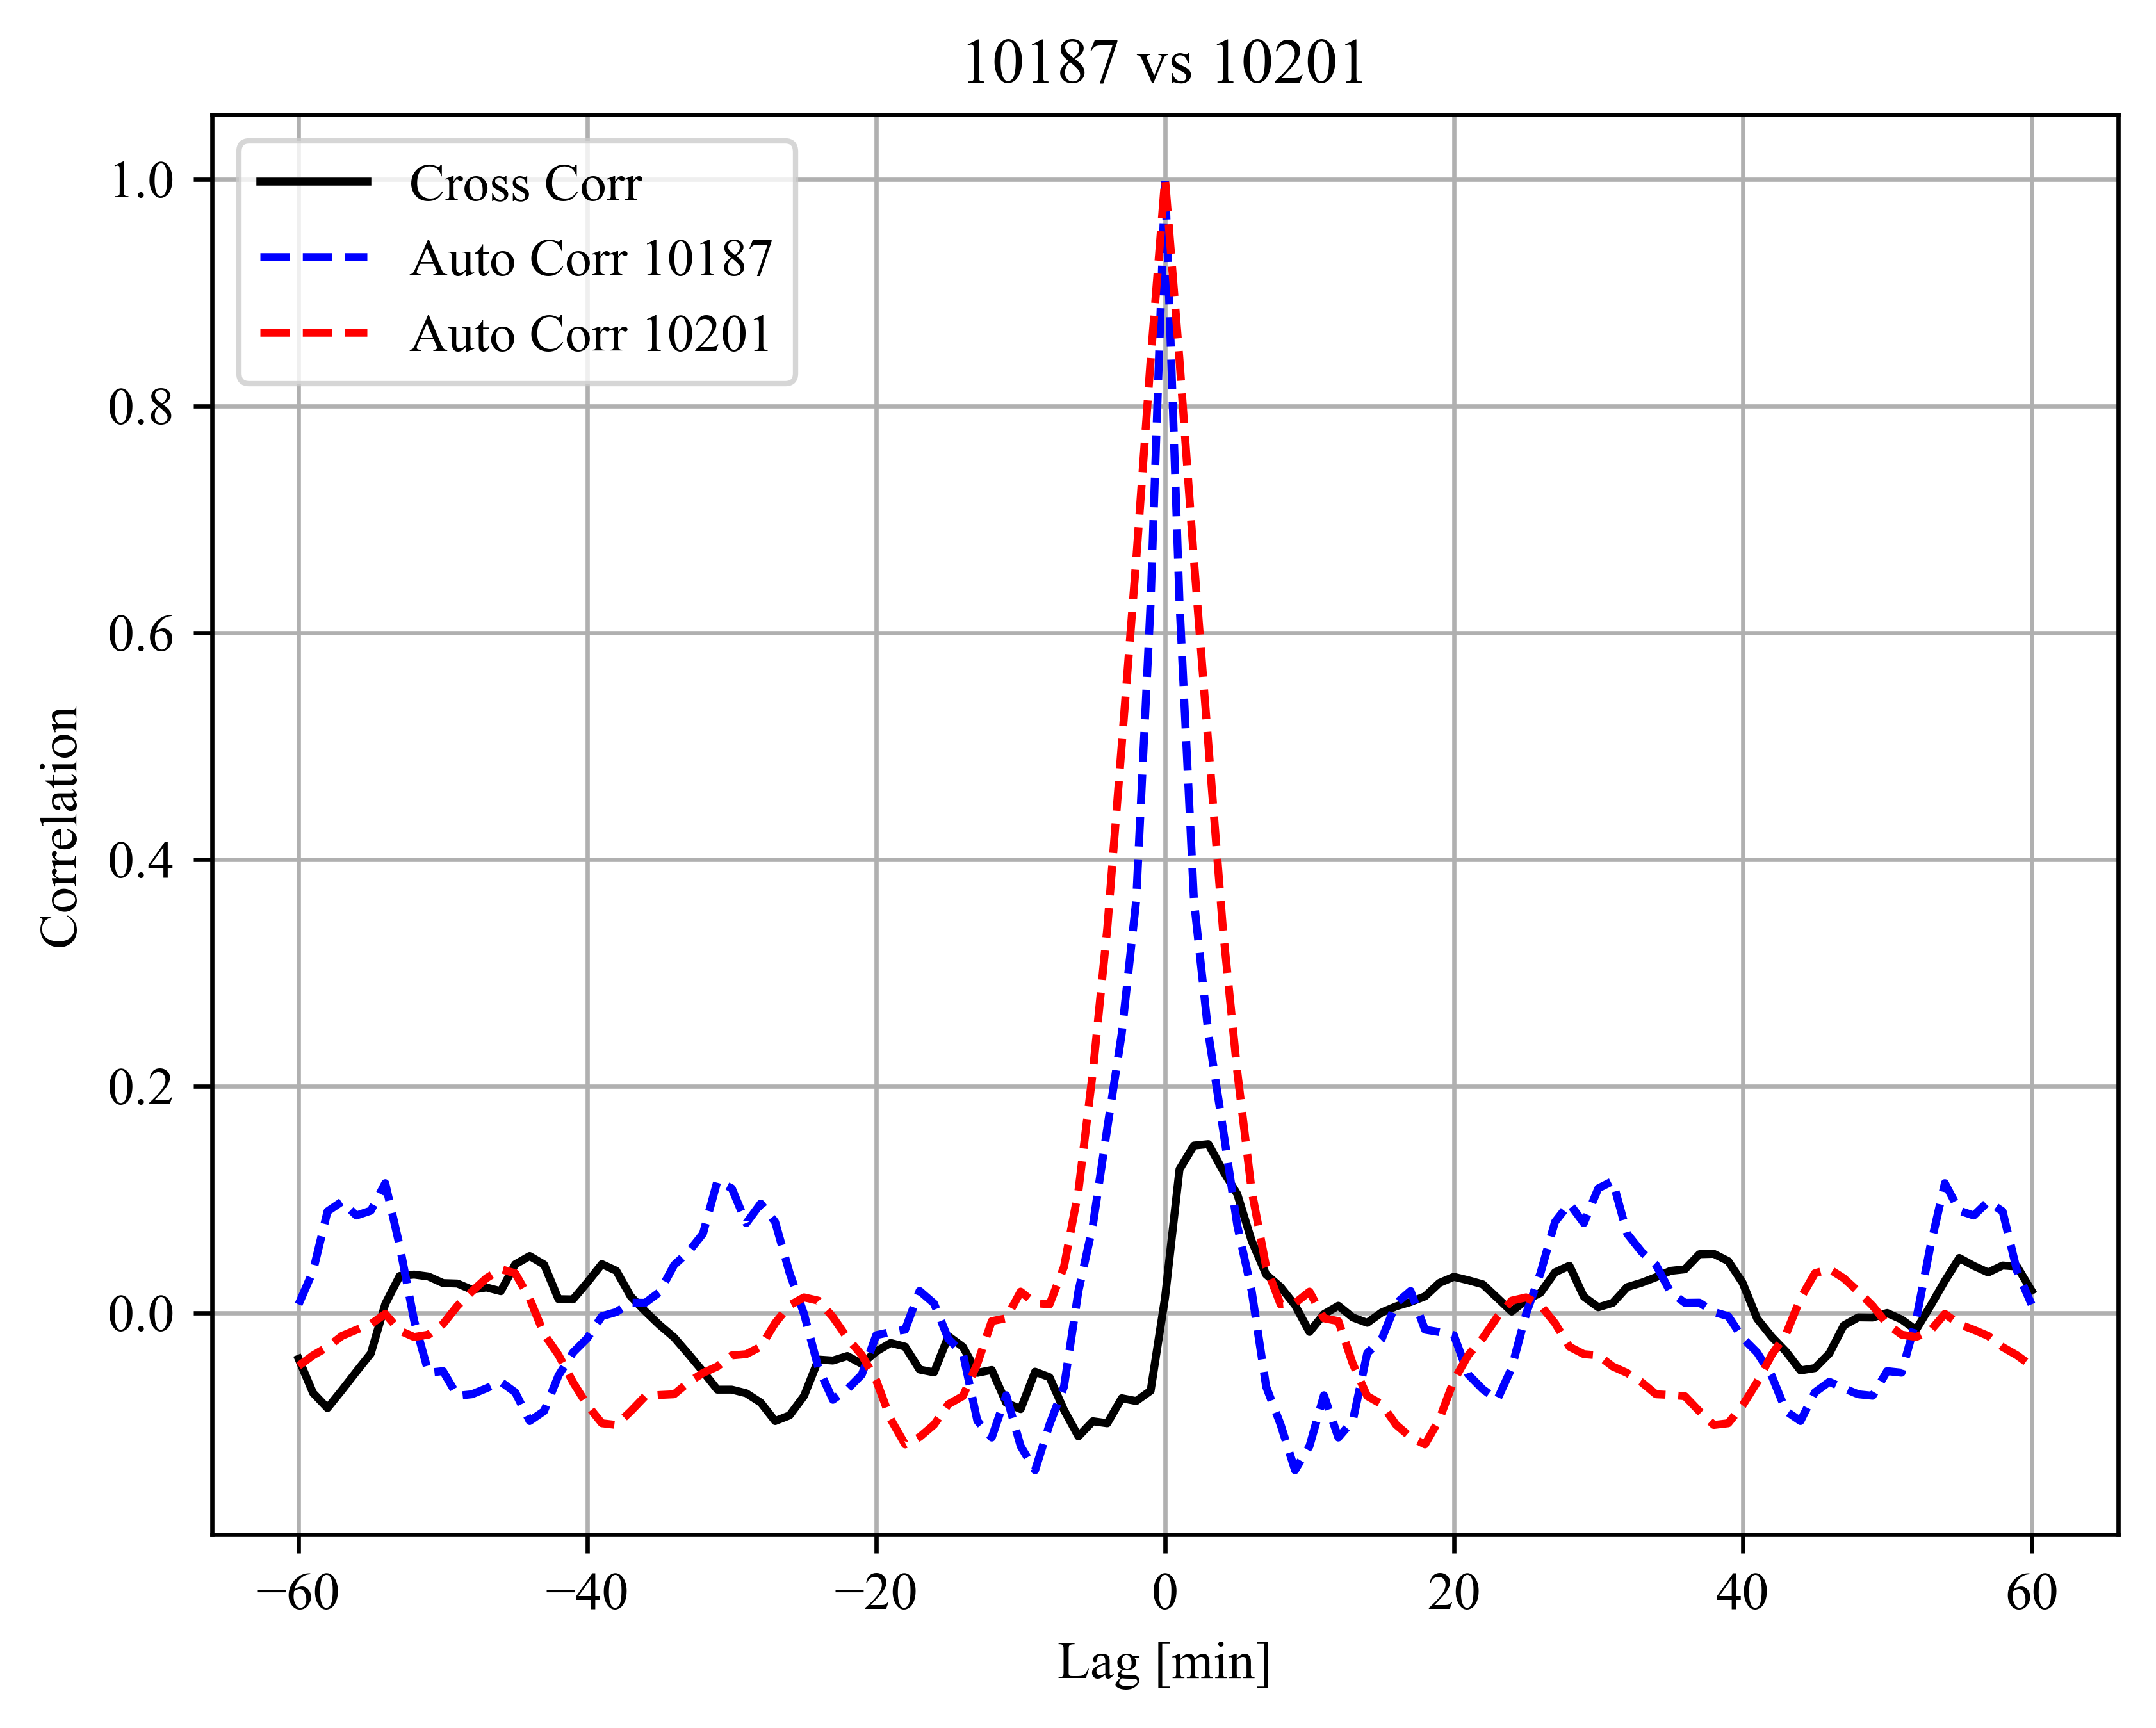 10187 vs 10201
Cross Corr
Auto Corr 10187
Auto Corr 10201
1.0
0.8
0.6
0.4
0.2
0.0
Correlation
−60 −40 −20 0 20 40 60
Lag [min]